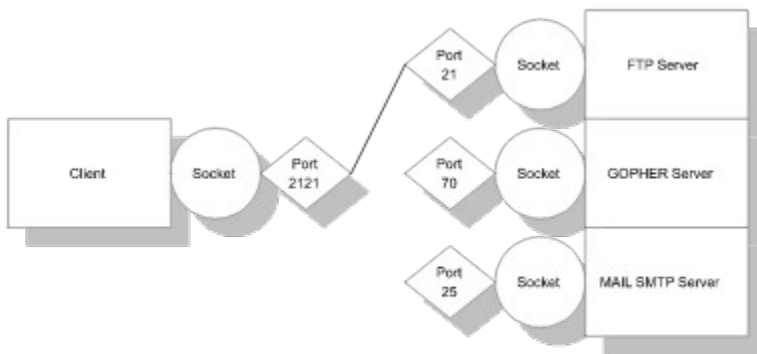 Port
21
Socket
FTP Server
Client
Socket
Port
2121
Port
70
Socket
GOPHER Server
Port
25
Socket
MAIL SMTP Server